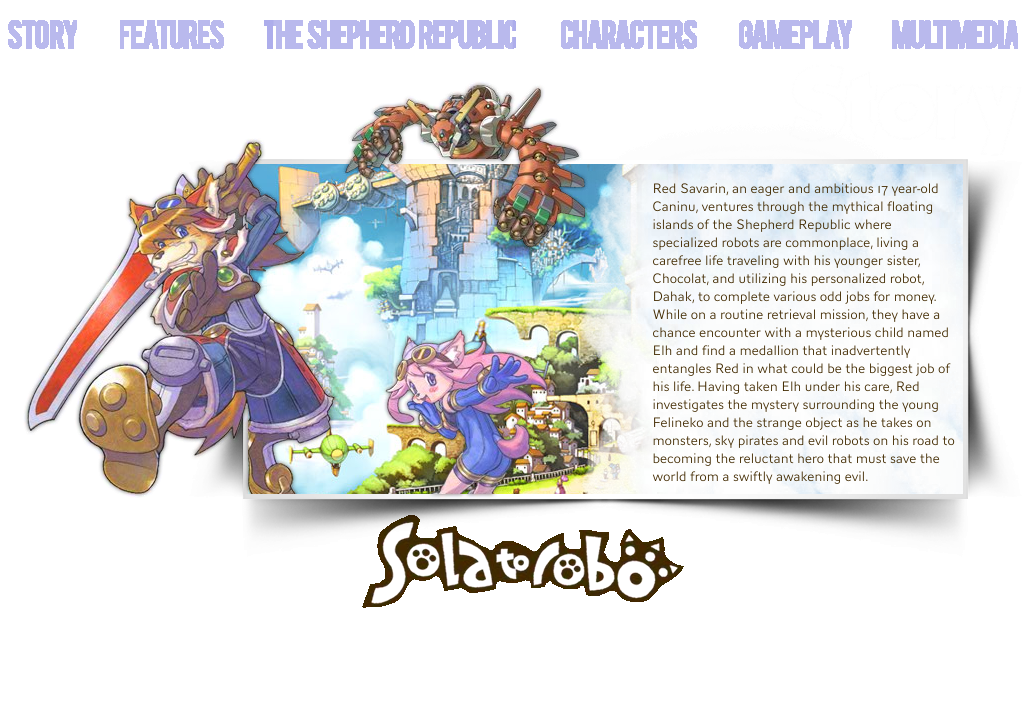 STORY FEATURES THE SHEPHERD REPUBLIC CHARACTERS GAMEPLAY MULTIMEDIA
Red Savarin, an eager and ambitious 17 year-old
Caninu, ventures through the mythical floating
islands of the Shepherd Republic where
specialized robots are commonplace, living a
carefree life traveling with his younger sister,
Chocolat, and utilizing his personalized robot,
Dahak, to complete various odd jobs for money.
While on a routine retrieval mission, they have a
chance encounter with a mysterious child named
Elh and find a medallion that inadvertently
entangles Red in what could be the biggest job of
his life. Having taken Elh under his care, Red
investigates the mystery surrounding the young
Felineko and the strange object as he takes on
monsters, sky pirates and evil robots on his road to
becoming the reluctant hero that must save the
world from a swiftly awakening evil.
Solatorobo